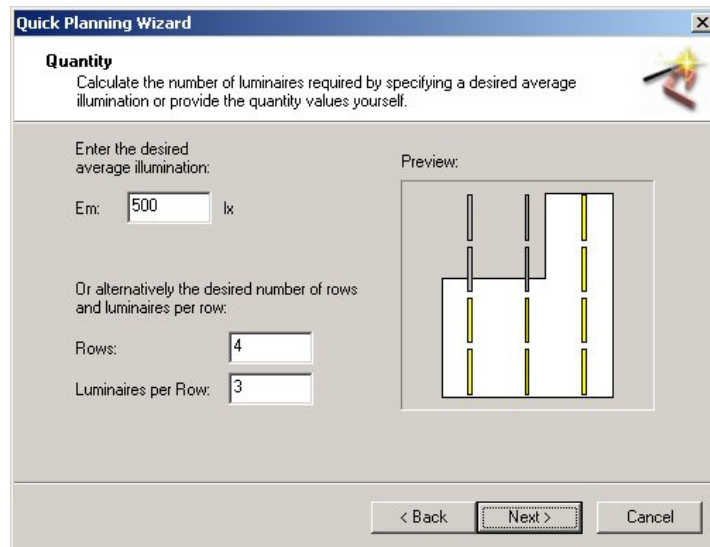 Quick Planning Wizard
Quantity
Calculate the number of luminaires required by specifying a desired average
illumination or provide the quantity values yourself.
Enter the desired
average illumination:
Em: 500 lx
Preview:
Or alternatively the desired number of rows
and luminaires per row:
Rows: 4
Luminaires per Row: 3
< Back Next > Cancel